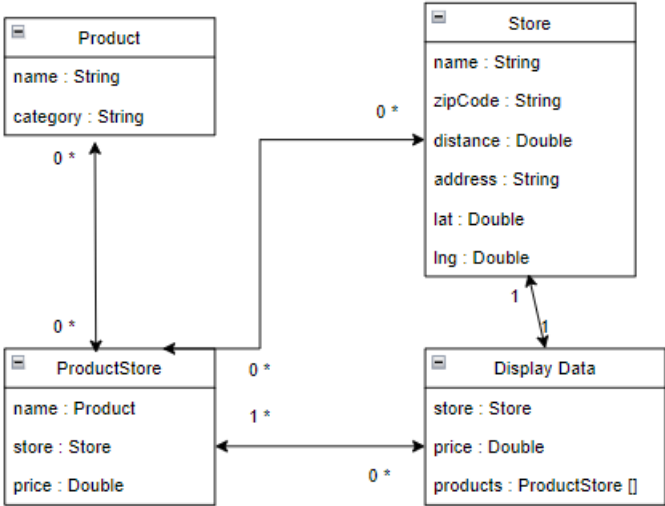 Product
name : String
category : String
0 *
0 *
Store
name : String
zipCode : String
distance : Double
address : String
lat : Double
lng : Double
0 *
0 *
1
1
ProductStore
name : Product
store : Store
price : Double
1 *
0 *
Display Data
store : Store
price : Double
products : ProductStore []